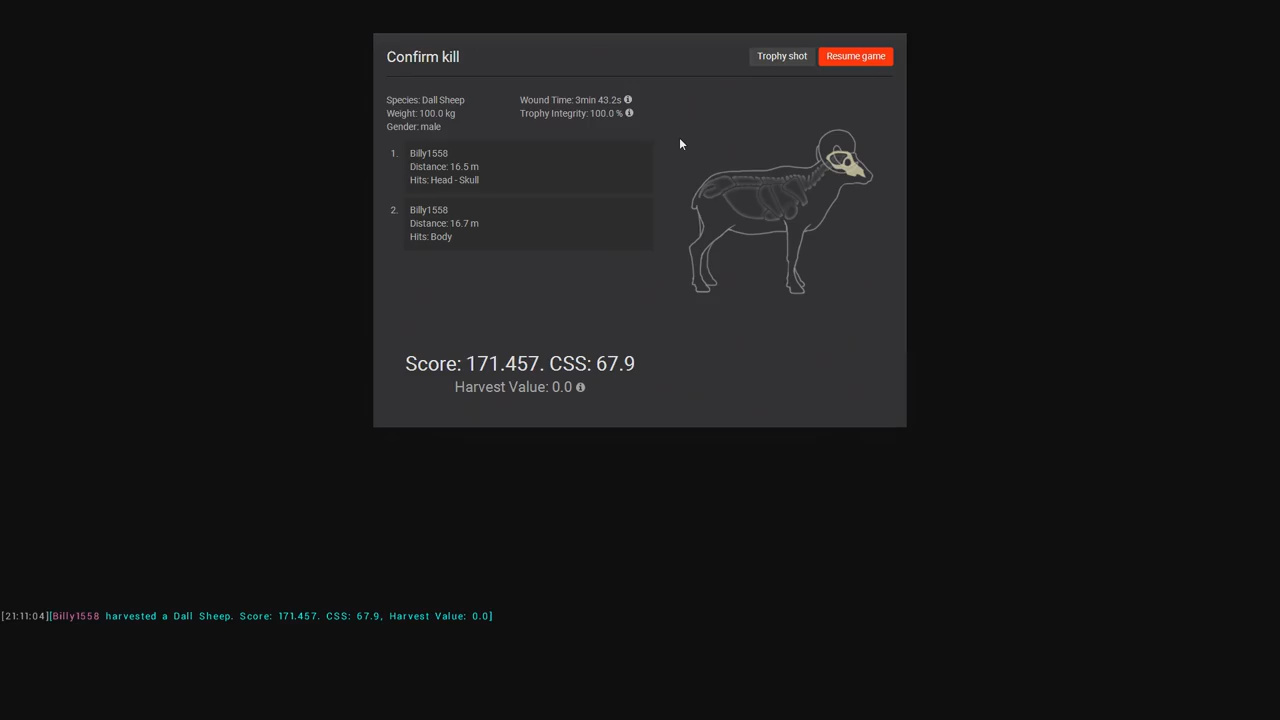 Confirm kill
Trophy shot
Resume game
Species: Dall Sheep
Weight: 100.0 kg
Gender: male
Wound Time: 3min 43.2s
Trophy Integrity: 100.0 %
1.
Billy1558
Distance: 16.5 m
Hits: Head - Skull
2.
Billy1558
Distance: 16.7 m
Hits: Body
Score: 171.457. CSS: 67.9
Harvest Value: 0.0
[21:11:04][Billy1558 harvested a Dall Sheep. Score: 171.457. CSS: 67.9, Harvest Value: 0.0]